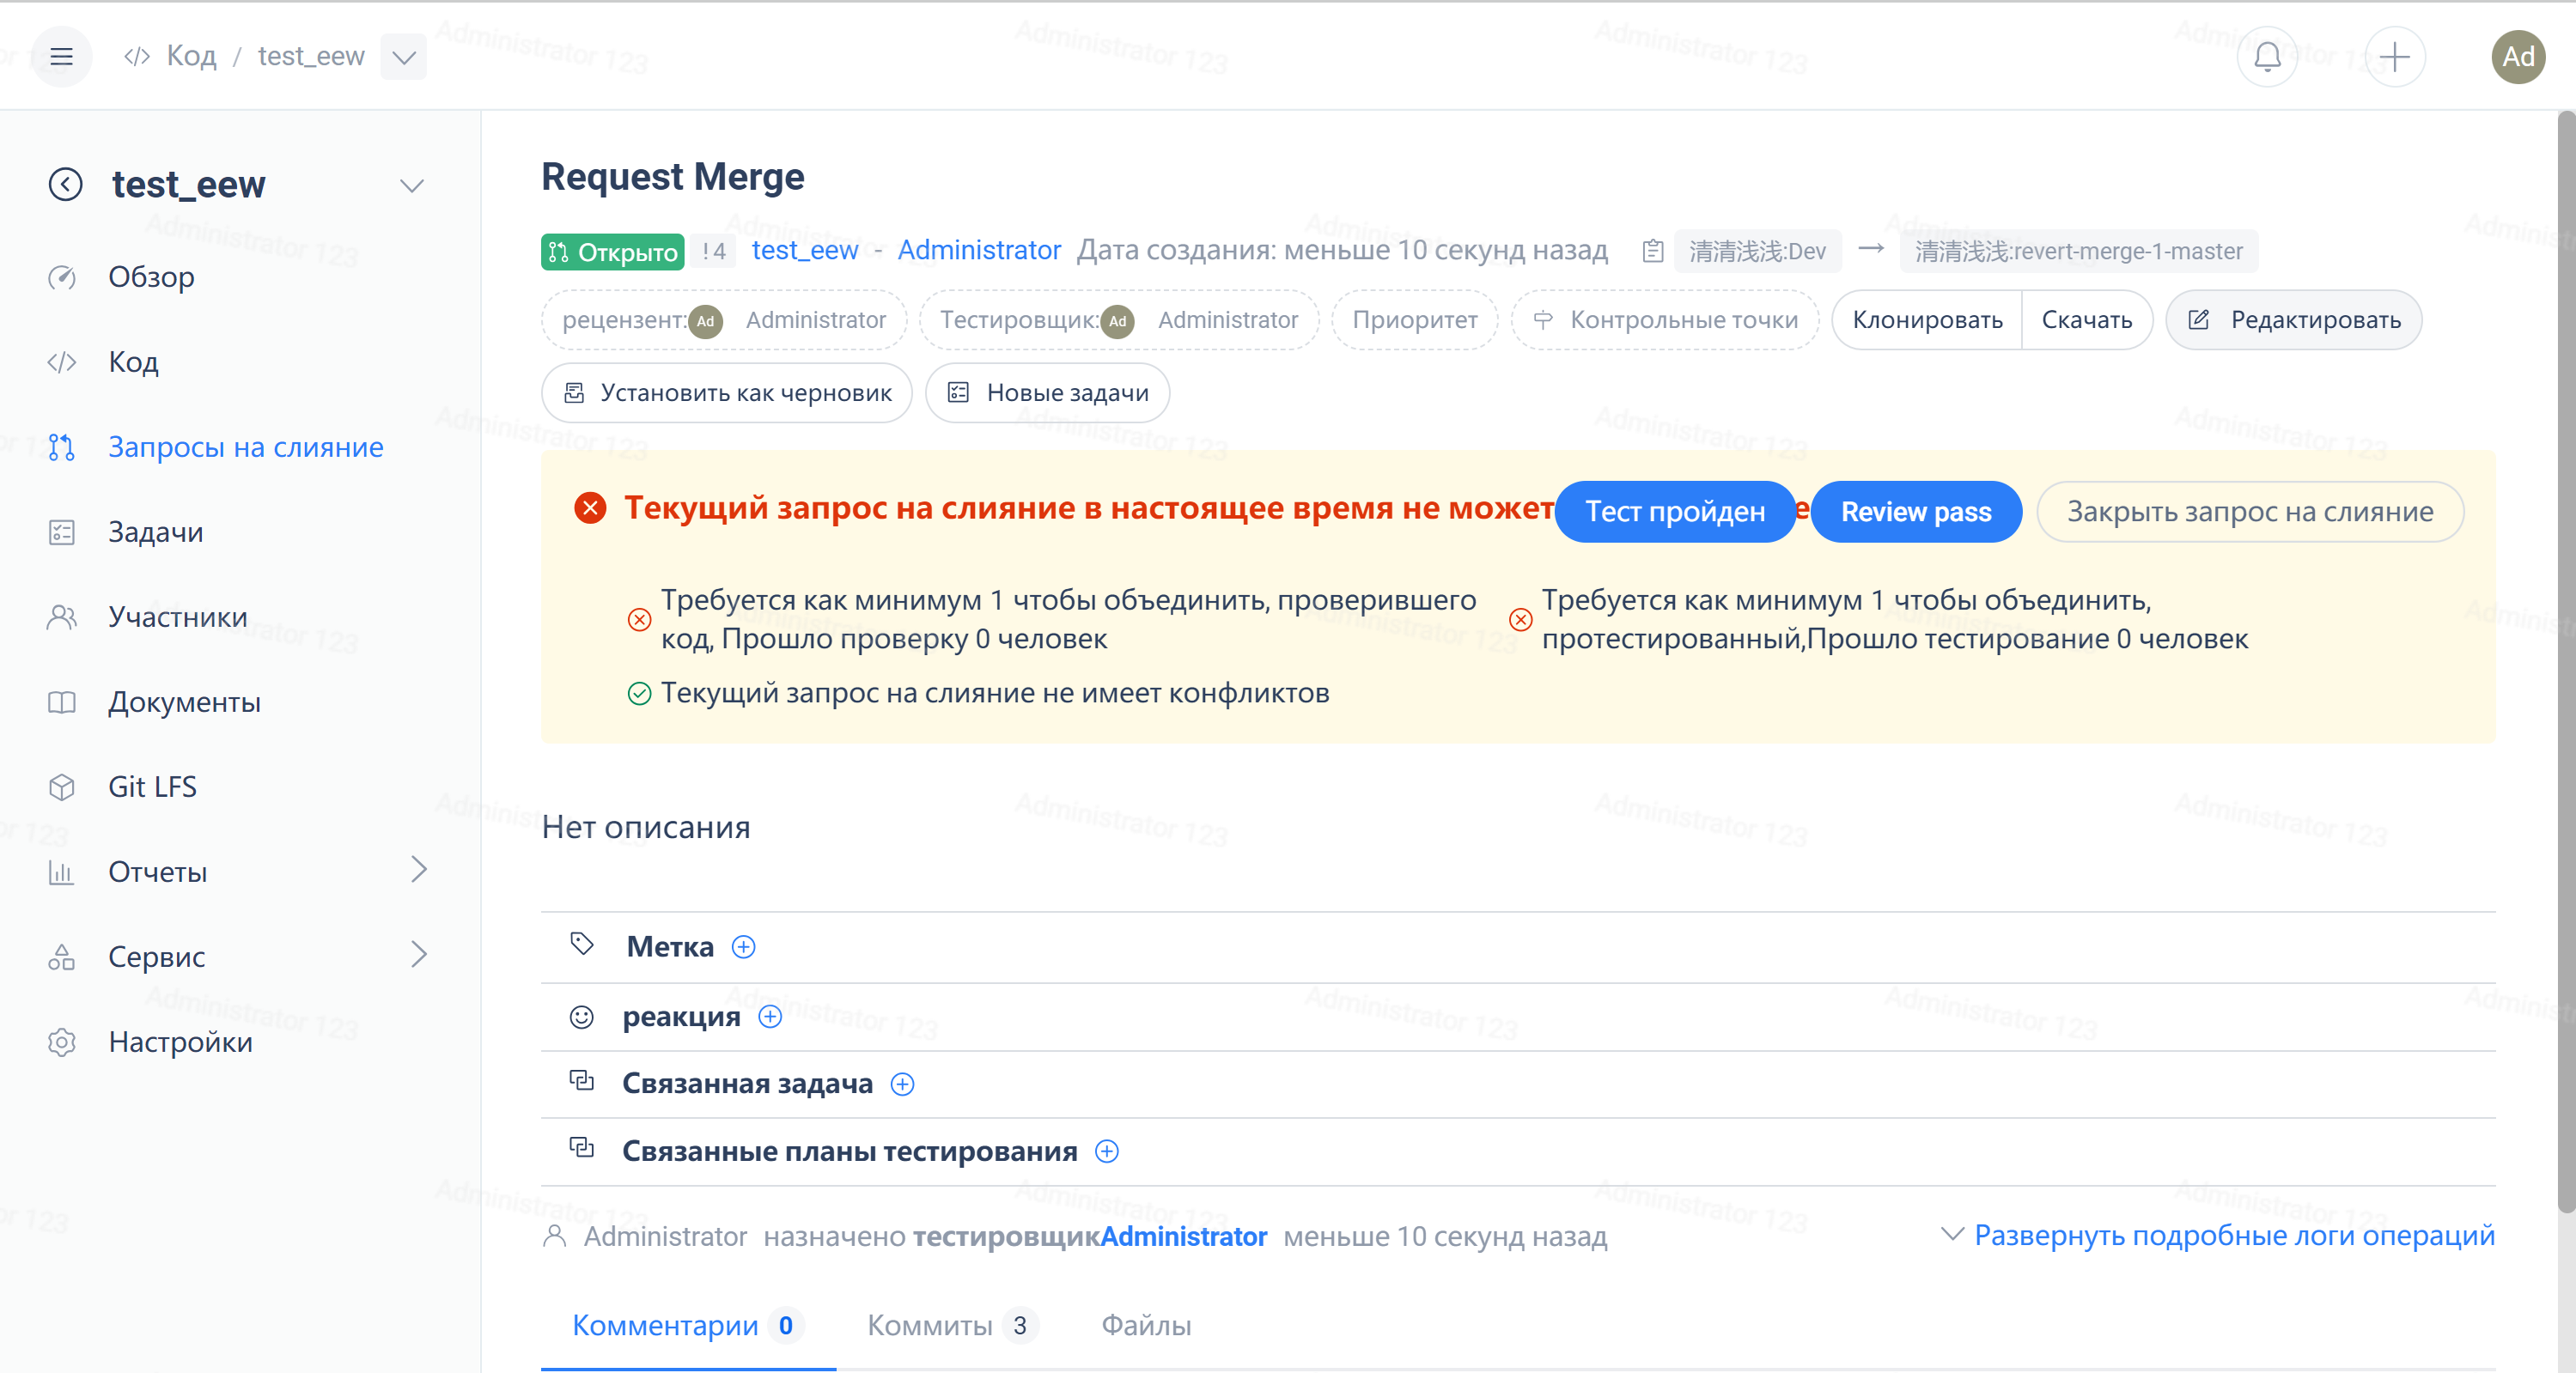 Код / test_eew
Ad
test_eew
Обзор
Код
Запросы на слияние
Задачи
Участники
Документы
Git LFS
Отчеты
Сервис
Настройки
Request Merge
Открыто !4 test_eew - Administrator Дата создания: меньше 10 секунд назад 清清浅浅:Dev → 清清浅浅:revert-merge-1-master
рецензент: Ad Administrator Тестировщик: Ad Administrator Приоритет Контрольные точки Клонировать Скачать Редактировать
Установить как черновик Новые задачи
Текущий запрос на слияние в настоящее время не может Тест пройден Review pass Закрыть запрос на слияние
Требуется как минимум 1 чтобы объединить, проверившего
код, Прошло проверку 0 человек
Требуется как минимум 1 чтобы объединить,
протестированный,Прошло тестирование 0 человек
Текущий запрос на слияние не имеет конфликтов
Нет описания
Метка
реакция
Связанная задача
Связанные планы тестирования
Administrator назначено тестировщикAdministrator меньше 10 секунд назад Развернуть подробные логи операций
Комментарии 0 Коммиты 3 Файлы
Administrator 123